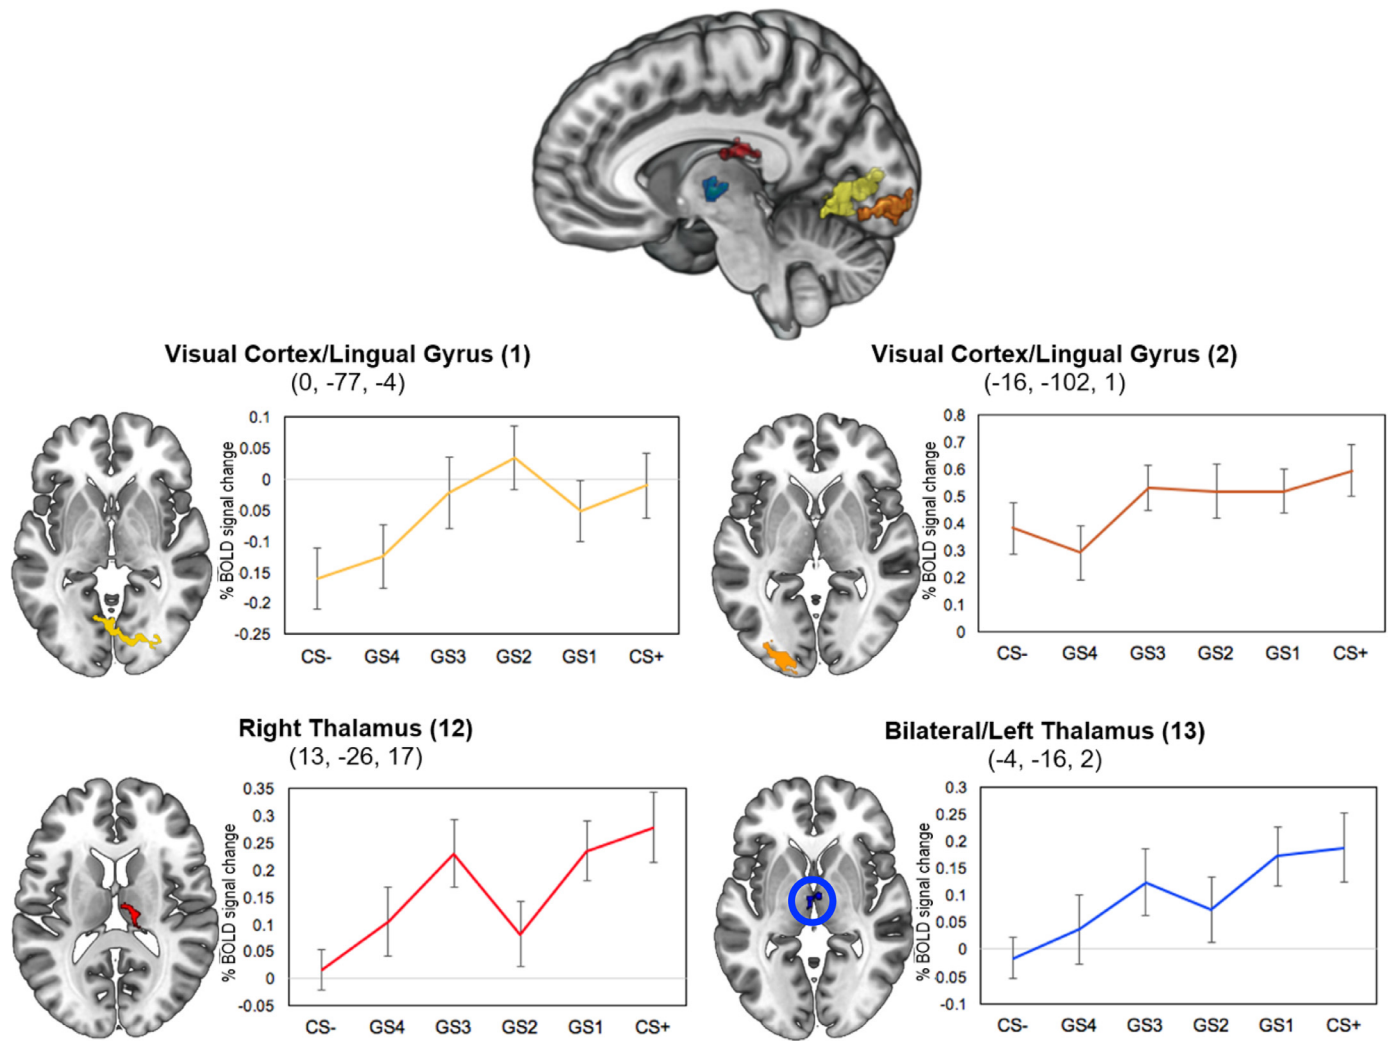 Visual Cortex/Lingual Gyrus (1)
(0, -77, -4)
% BOLD signal change
0.1
0.05
0
0.05
-0.1
0.15
-0.2
-0.25
CS-
GS4
GS3
GS2
GS1
CS+
Visual Cortex/Lingual Gyrus (2)
(-16, -102, 1)
% BOLD signal change
0.8
0.7
0.6
0.5
0.4
0.3
0.2
0.1
0
CS-
GS4
GS3
GS2
GS1
CS+
Right Thalamus (12)
(13, -26, 17)
% BOLD signal change
0.35
0.3
0.25
0.2
0.15
0.1
0.05
0
-0.05
CS-
GS4
GS3
GS2
GS1
CS+
Bilateral/Left Thalamus (13)
(-4, -16, 2)
% BOLD signal change
0.3
0.25
0.2
0.15
0.1
0.05
0
-0.05
-0.1
CS-
GS4
GS3
GS2
GS1
CS+